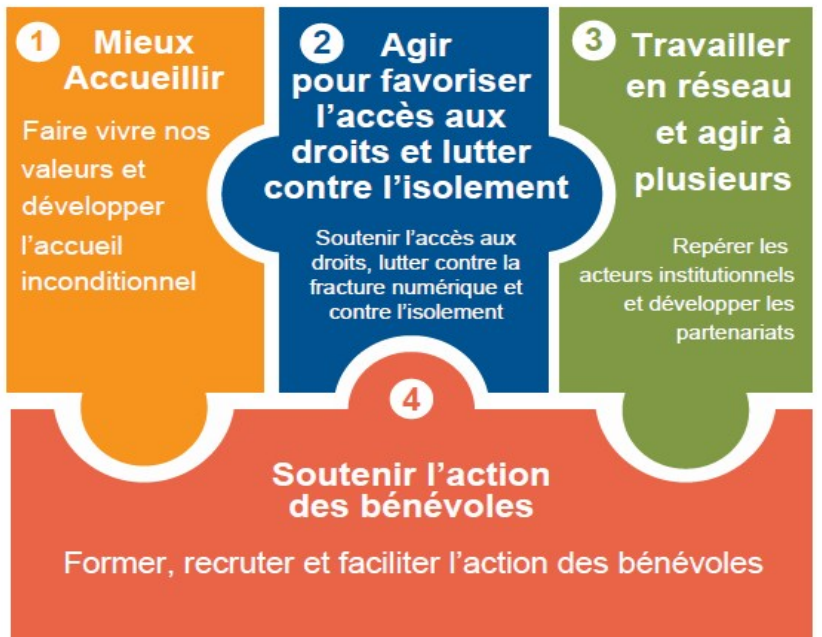 1 Mieux
Accueillir
Faire vivre nos
valeurs et
développer
l'accueil
inconditionnel
2 Agir
pour favoriser
l'accès aux
droits et lutter
contre l'isolement
Soutenir l'accès aux
droits, lutter contre la
fracture numérique et
contre l'isolement
3 Travailler
en réseau
et agir à
plusieurs
Repérer les
acteurs institutionnels
et développer les
partenariats
4
Soutenir l'action
des bénévoles
Former, recruter et faciliter l'action des bénévoles